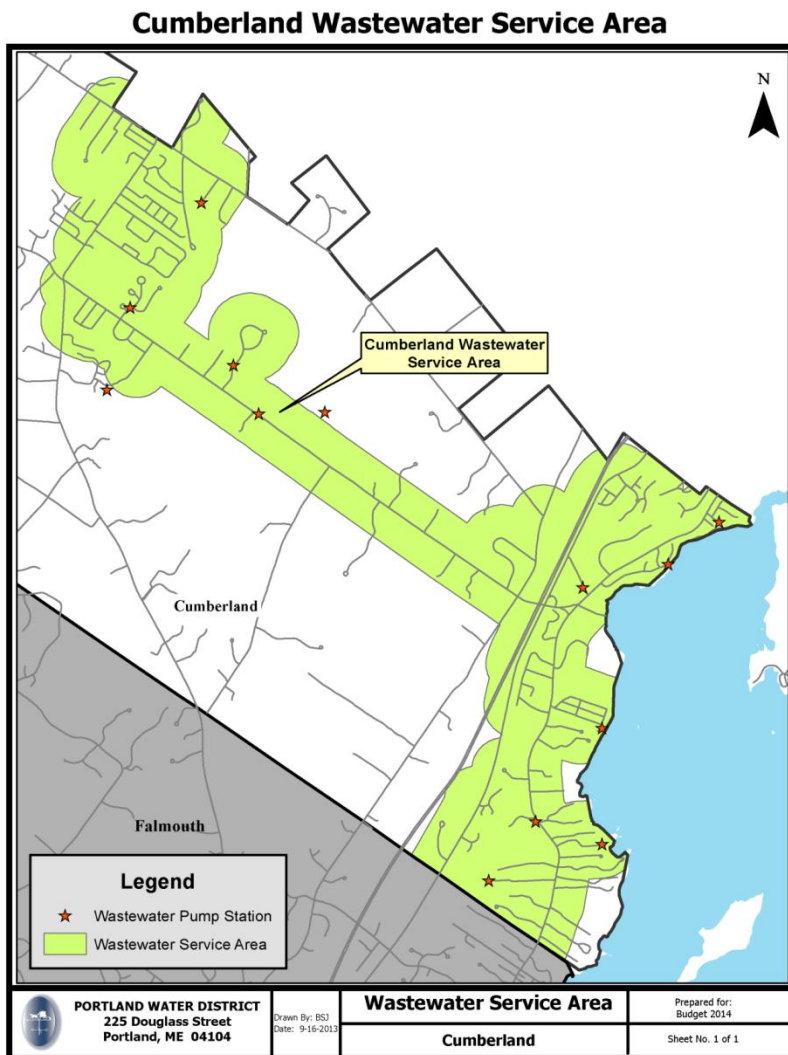 Cumberland Wastewater Service Area
N
Cumberland Wastewater
Service Area
Cumberland
Falmouth
Legend
Wastewater Pump Station
Wastewater Service Area
PORTLAND WATER DISTRICT
225 Douglass Street
Portland, ME 04104
Drawn By: BSJ
Date: 9-16-2013
Wastewater Service Area
Cumberland
Prepared for:
Budget 2014
Sheet No. 1 of 1